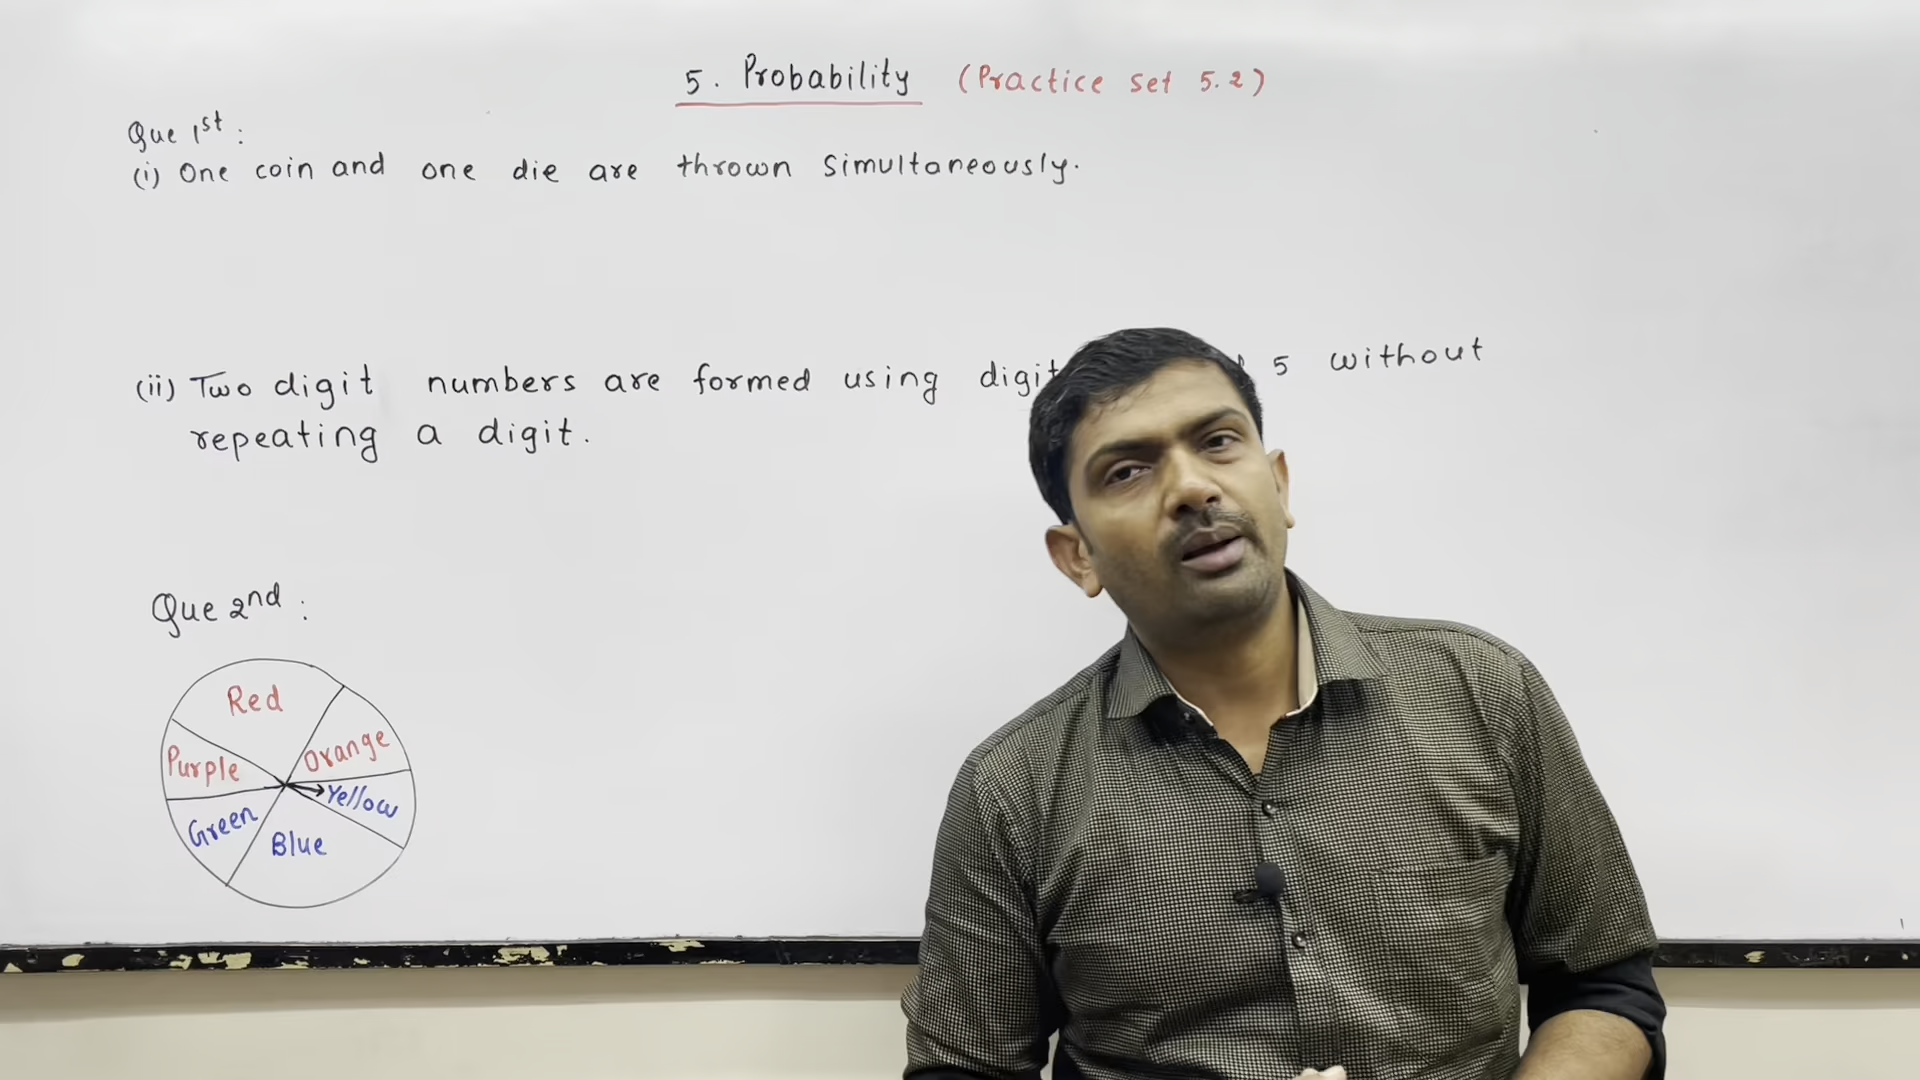 5. Probability (Practice Set 5.2)
Que 1st:
(i) One coin and one die are thrown simultaneously.
(ii) Two digit numbers are formed using 5 without
repeating a digit.
Que 2nd :
Red
Orange
Purple
Yellow
Green
Blue